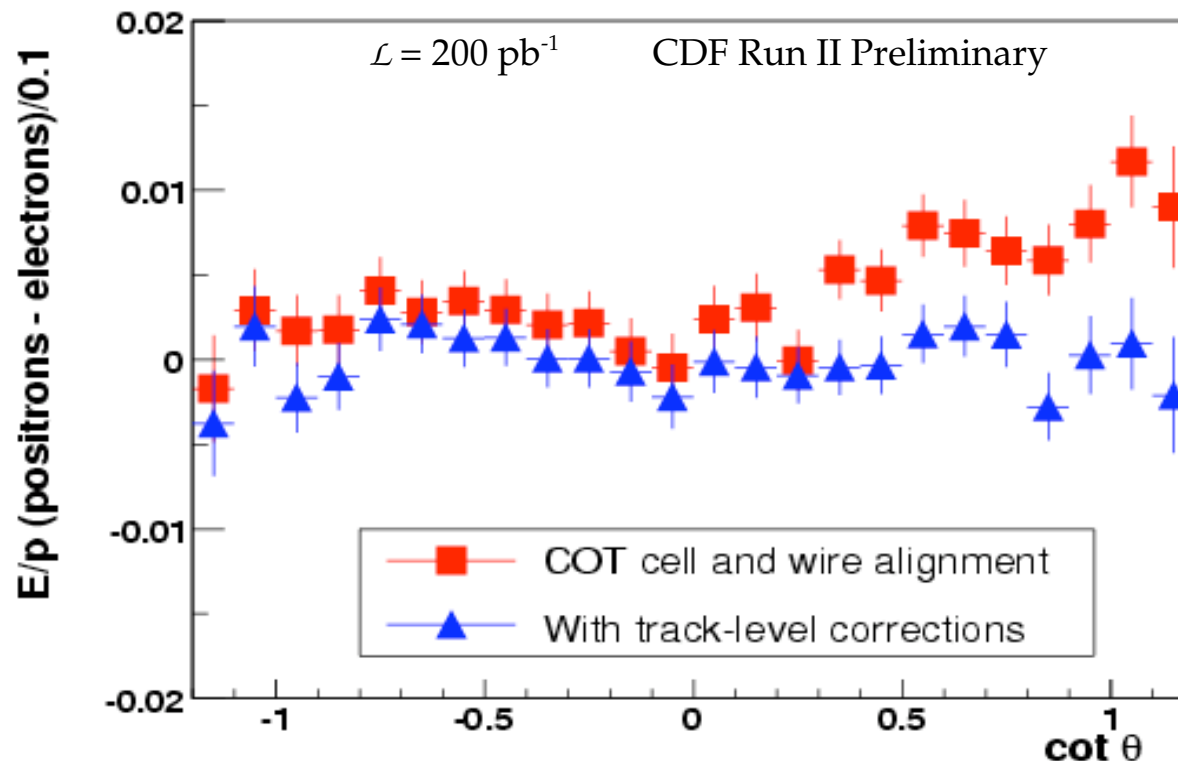 0.02
ℒ = 200 pb⁻¹ CDF Run II Preliminary
E/p (positrons - electrons)/0.1
0.01
0
-0.01
COT cell and wire alignment
With track-level corrections
-0.02
-1 -0.5 0 0.5 1
cot θ